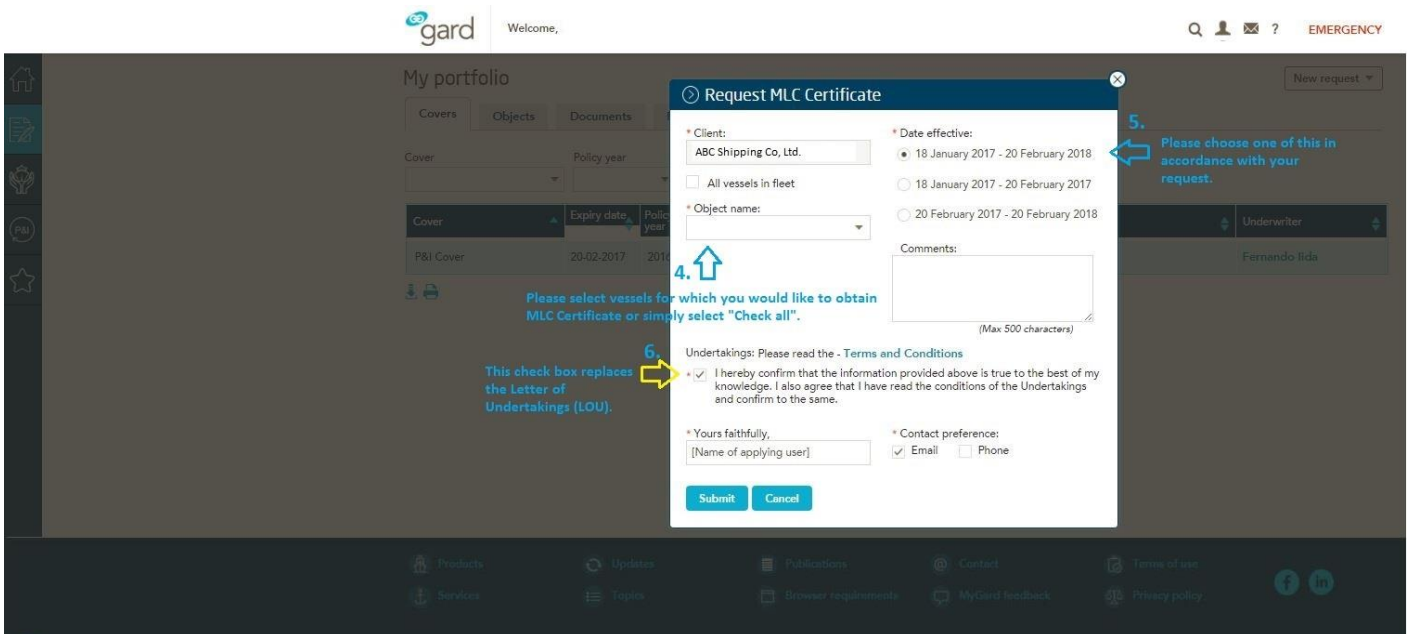 gard
Welcome,
?
EMERGENCY
My portfolio
New request
Covers
Objects
Documents
Cover
Policy year
Cover
Expiry date
Policy year
Underwriter
P&I Cover
20-02-2017
2016
Fernando Iida
P&I
Request MLC Certificate
* Client:
ABC Shipping Co, Ltd.
All vessels in fleet
* Object name:
* Date effective:
18 January 2017 - 20 February 2018
18 January 2017 - 20 February 2017
20 February 2017 - 20 February 2018
Comments:
(Max 500 characters)
4.
Please select vessels for which you would like to obtain
MLC Certificate or simply select "Check all".
5.
Please choose one of this in
accordance with your
request.
Undertakings: Please read the - Terms and Conditions
* I hereby confirm that the information provided above is true to the best of my
knowledge. I also agree that I have read the conditions of the Undertakings
and confirm to the same.
6.
This check box replaces
the Letter of
Undertakings (LOU).
* Yours faithfully,
[Name of applying user]
* Contact preference:
Email
Phone
Submit
Cancel
Products
Updates
Publications
Contact
Terms of use
Services
Topics
Browser requirements
MyGard feedback
Privacy policy
f
in